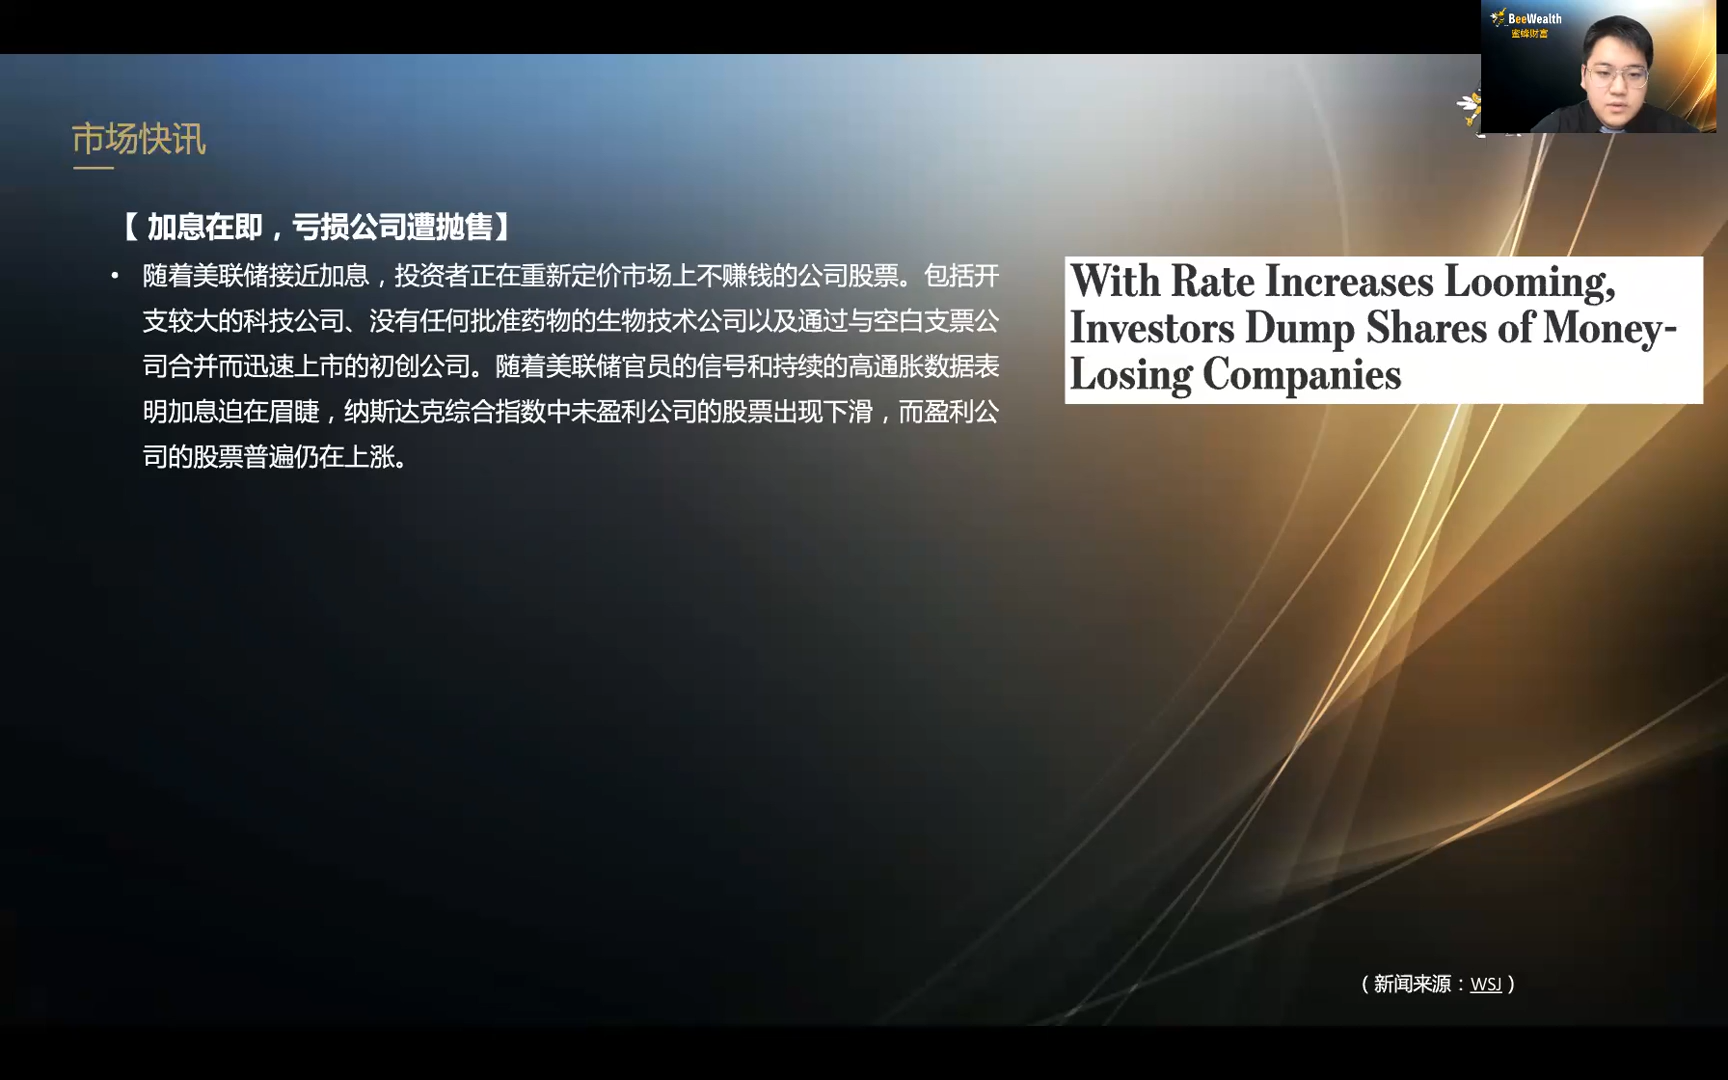 BeeWealth
蜜蜂财富
市场快讯
【 加息在即，亏损公司遭抛售】
• 随着美联储接近加息，投资者正在重新定价市场上不赚钱的公司股票。包括开
支较大的科技公司、没有任何批准药物的生物技术公司以及通过与空白支票公
司合并而迅速上市的初创公司。随着美联储官员的信号和持续的高通胀数据表
明加息迫在眉睫，纳斯达克综合指数中未盈利公司的股票出现下滑，而盈利公
司的股票普遍仍在上涨。
With Rate Increases Looming,
Investors Dump Shares of Money-
Losing Companies
（新闻来源：WSJ）